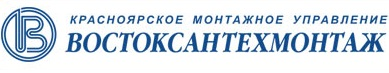 КРАСНОЯРСКОЕ МОНТАЖНОЕ УПРАВЛЕНИЕ
ВОСТОКСАНТЕХМОНТАЖ